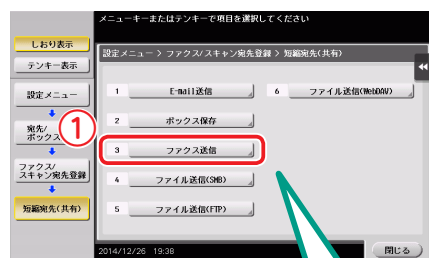 メニューキーまたはテンキーで項目を選択してください
しおり表示
テンキー表示
設定メニュー > ファクス/スキャン宛先登録 > 短縮宛先(共有)
設定メニュー
宛先/
ボックス
ファクス/
スキャン宛先登録
短縮宛先(共有)
①
1 E-mail送信
6 ファイル送信(WebDAV)
2 ボックス保存
3 ファクス送信
4 ファイル送信(SMB)
5 ファイル送信(FTP)
2014/12/26 19:38
閉じる